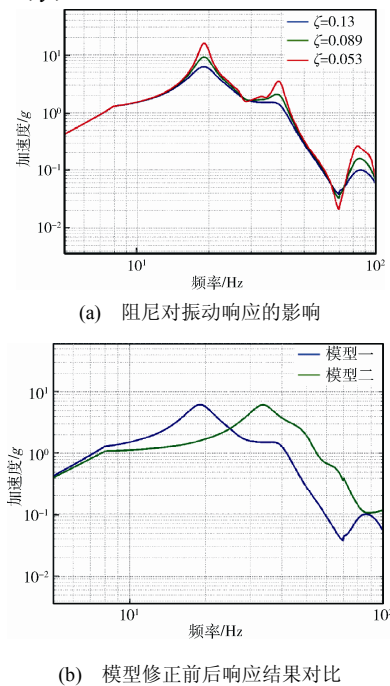 ζ=0.13
ζ=0.089
ζ=0.053
10¹
10⁰
10⁻¹
10⁻²
加速度/g
10¹
10²
频率/Hz
(a) 阻尼对振动响应的影响
模型一
模型二
10¹
10⁰
10⁻¹
10⁻²
加速度/g
10¹
频率/Hz
(b) 模型修正前后响应结果对比